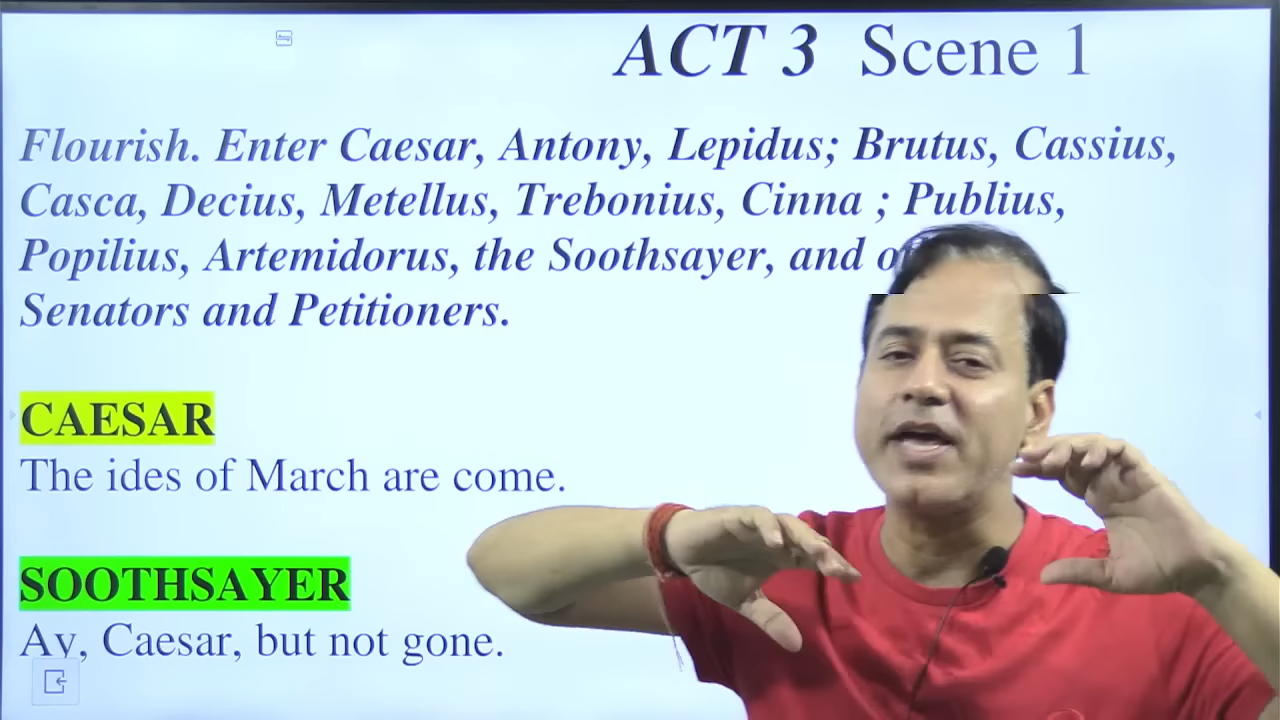 ACT 3 Scene 1
Flourish. Enter Caesar, Antony, Lepidus; Brutus, Cassius,
Casca, Decius, Metellus, Trebonius, Cinna ; Publius,
Popilius, Artemidorus, the Soothsayer, and
Senators and Petitioners.
CAESAR
The ides of March are come.
SOOTHSAYER
Ay, Caesar, but not gone.